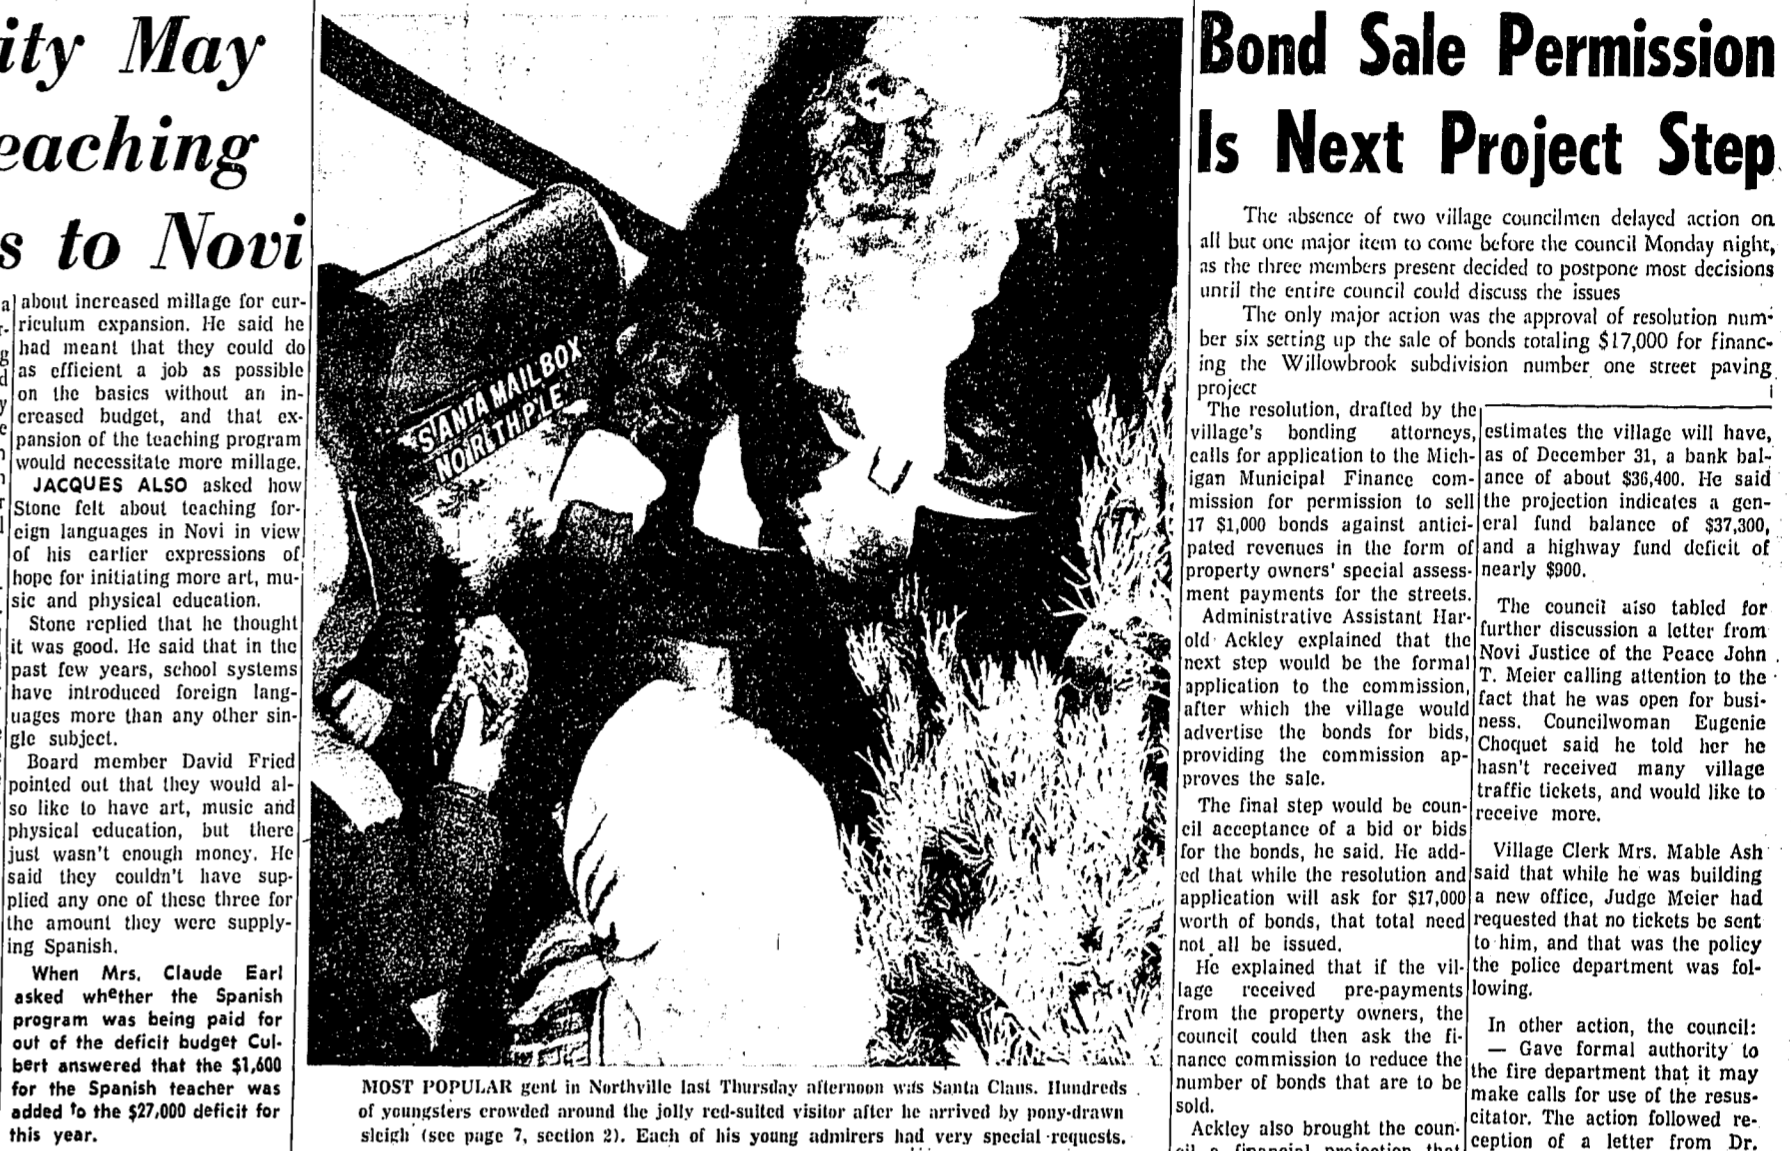 ity May
eaching
s to Novi
about increased millage for cur-
riculum expansion. He said he
had meant that they could do
as efficient a job as possible
on the basics without an in-
creased budget, and that ex-
pansion of the teaching program
would necessitate more millage.
JACQUES ALSO asked how
Stone felt about teaching for-
eign languages in Novi in view
of his earlier expressions of
hope for initiating more art, mu-
sic and physical education.
Stone replied that he thought
it was good. He said that in the
past few years, school systems
have introduced foreign lang-
uages more than any other sin-
gle subject.
Board member David Fried
pointed out that they would al-
so like to have art, music and
physical education, but there
just wasn't enough money. He
said they couldn't have sup-
plied any one of these three for
the amount they were supply-
ing Spanish.
When Mrs. Claude Earl
asked whether the Spanish
program was being paid for
out of the deficit budget Cul-
bert answered that the $1,600
for the Spanish teacher was
added to the $27,000 deficit for
this year.
SANTA MAIL BOX
NORTH P'LE
MOST POPULAR gent in Northville last Thursday afternoon was Santa Claus. Hundreds
of youngsters crowded around the jolly red-suited visitor after he arrived by pony-drawn
sleigh (see page 7, section 2). Each of his young admirers had very special requests.
Bond Sale Permission
Is Next Project Step
The absence of two village councilmen delayed action on
all but one major item to come before the council Monday night,
as the three members present decided to postpone most decisions
until the entire council could discuss the issues
The only major action was the approval of resolution num-
ber six setting up the sale of bonds totaling $17,000 for financ-
ing the Willowbrook subdivision number one street paving
project
The resolution, drafted by the
village's bonding attorneys,
calls for application to the Mich-
igan Municipal Finance com-
mission for permission to sell
17 $1,000 bonds against antici-
pated revenues in the form of
property owners' special assess-
ment payments for the streets.
Administrative Assistant Har-
old Ackley explained that the
next step would be the formal
application to the commission,
after which the village would
advertise the bonds for bids,
providing the commission ap-
proves the sale.
The final step would be coun-
cil acceptance of a bid or bids
for the bonds, he said. He add-
ed that while the resolution and
application will ask for $17,000
worth of bonds, that total need
not all be issued.
He explained that if the vil-
lage received pre-payments
from the property owners, the
council could then ask the fi-
nance commission to reduce the
number of bonds that are to be
sold.
Ackley also brought the coun-
cil a financial projection that
estimates the village will have,
as of December 31, a bank bal-
ance of about $36,400. He said
the projection indicates a gen-
eral fund balance of $37,300,
and a highway fund deficit of
nearly $900.
The council also tabled for
further discussion a letter from
Novi Justice of the Peace John
T. Meier calling attention to the
fact that he was open for busi-
ness. Councilwoman Eugenie
Choquet said he told her he
hasn't received many village
traffic tickets, and would like to
receive more.
Village Clerk Mrs. Mable Ash
said that while he was building
a new office, Judge Meier had
requested that no tickets be sent
to him, and that was the policy
the police department was fol-
lowing.
In other action, the council:
— Gave formal authority to
the fire department that it may
make calls for use of the resus-
citator. The action followed re-
ception of a letter from Dr.